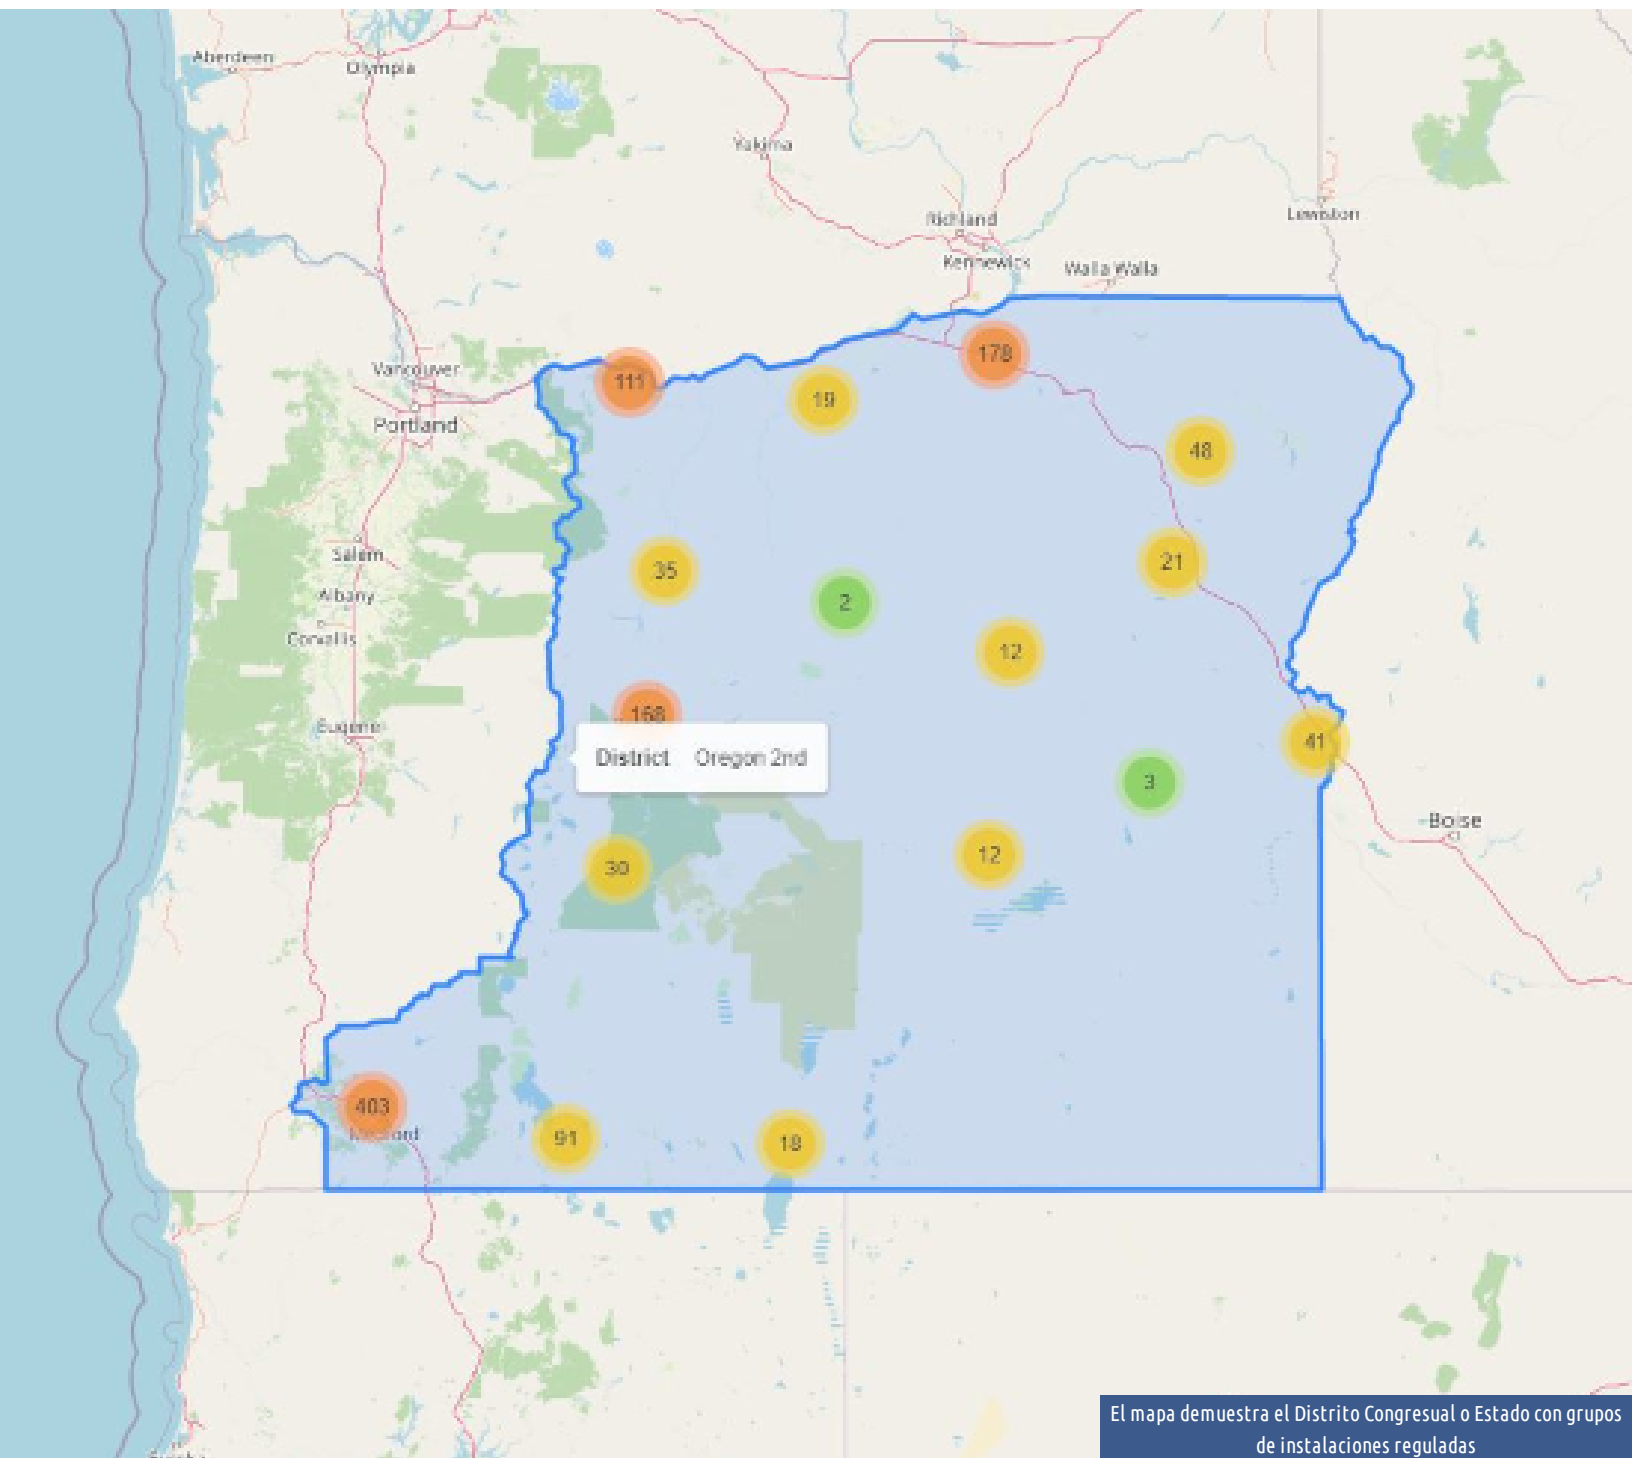 Aberdeen
Olympia
Yakima
Richland
Lewiston
Kennewick
Walla Walla
178
Vancouver
111
19
Portland
48
Salem
35
21
Albany
2
Corvallis
12
168
Eugene
41
District Oregon 2nd
3
Boise
30
12
403
91
18
El mapa demuestra el Distrito Congresual o Estado con grupos
de instalaciones reguladas